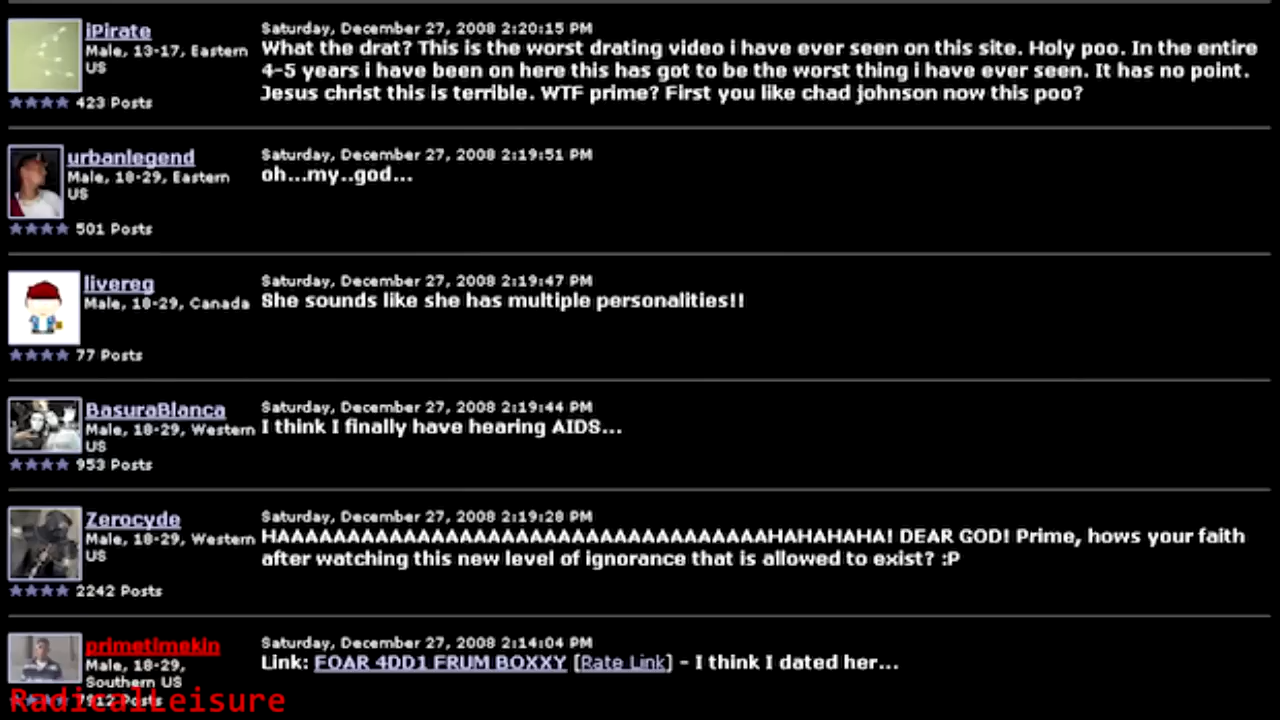 iPirate
Male, 13-17, Eastern
US
423 Posts
Saturday, December 27, 2008 2:20:15 PM
What the drat? This is the worst drating video i have ever seen on this site. Holy poo. In the entire
4-5 years i have been on here this has got to be the worst thing i have ever seen. It has no point.
Jesus christ this is terrible. WTF prime? First you like chad johnson now this poo?
urbanlegend
Male, 18-29, Eastern
US
501 Posts
Saturday, December 27, 2008 2:19:51 PM
oh...my..god...
livereg
Male, 18-29, Canada
77 Posts
Saturday, December 27, 2008 2:19:47 PM
She sounds like she has multiple personalities!!
BasuraBlanca
Male, 18-29, Western
US
953 Posts
Saturday, December 27, 2008 2:19:44 PM
I think I finally have hearing AIDS...
Zerocyde
Male, 18-29, Western
US
2242 Posts
Saturday, December 27, 2008 2:19:28 PM
HAAAAAAAAAAAAAAAAAAAAAAAAAAAAAAAAAAAHAHAHAHA! DEAR GOD! Prime, hows your faith
after watching this new level of ignorance that is allowed to exist? :P
primetimekin
Male, 18-29,
Southern US
7912 Posts
Saturday, December 27, 2008 2:14:04 PM
Link: FOAR 4DD1 FRUM BOXXY [Rate Link] - I think I dated her...
RadicalLeisure